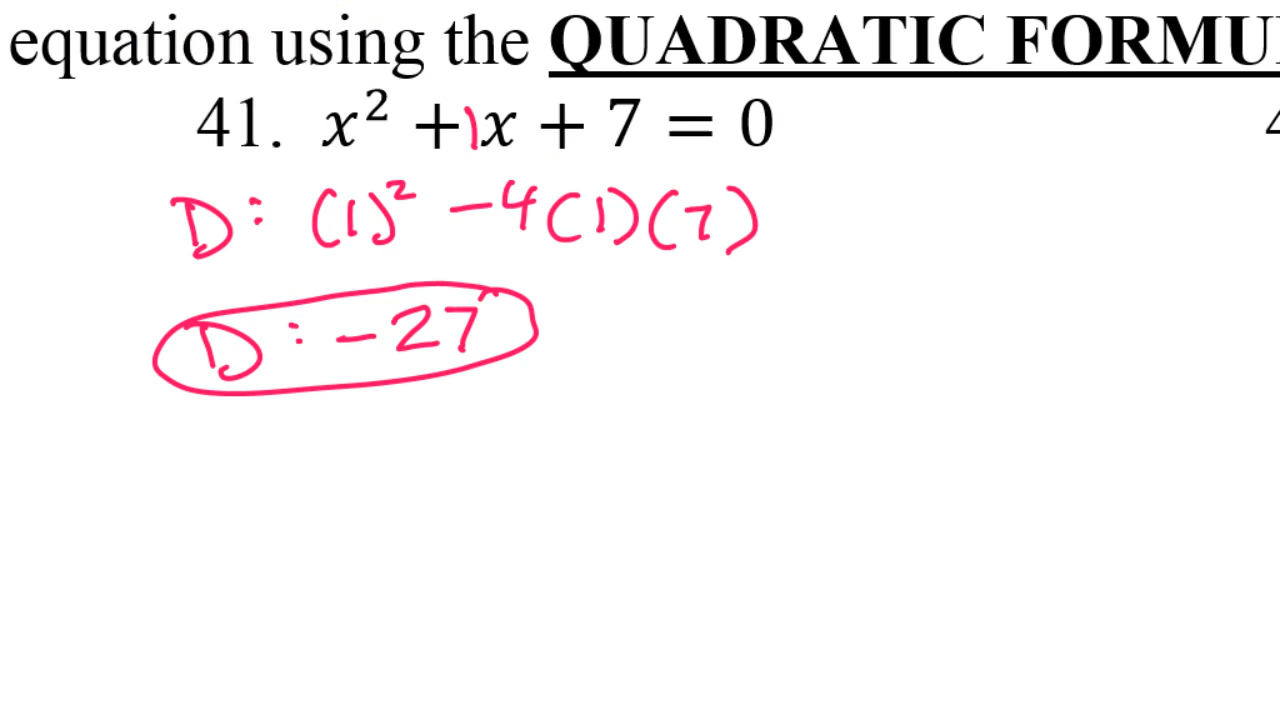 equation using the QUADRATIC FORMU
41. x² +1x + 7 = 0
D: (1)² -4(1)(7)
D: -27